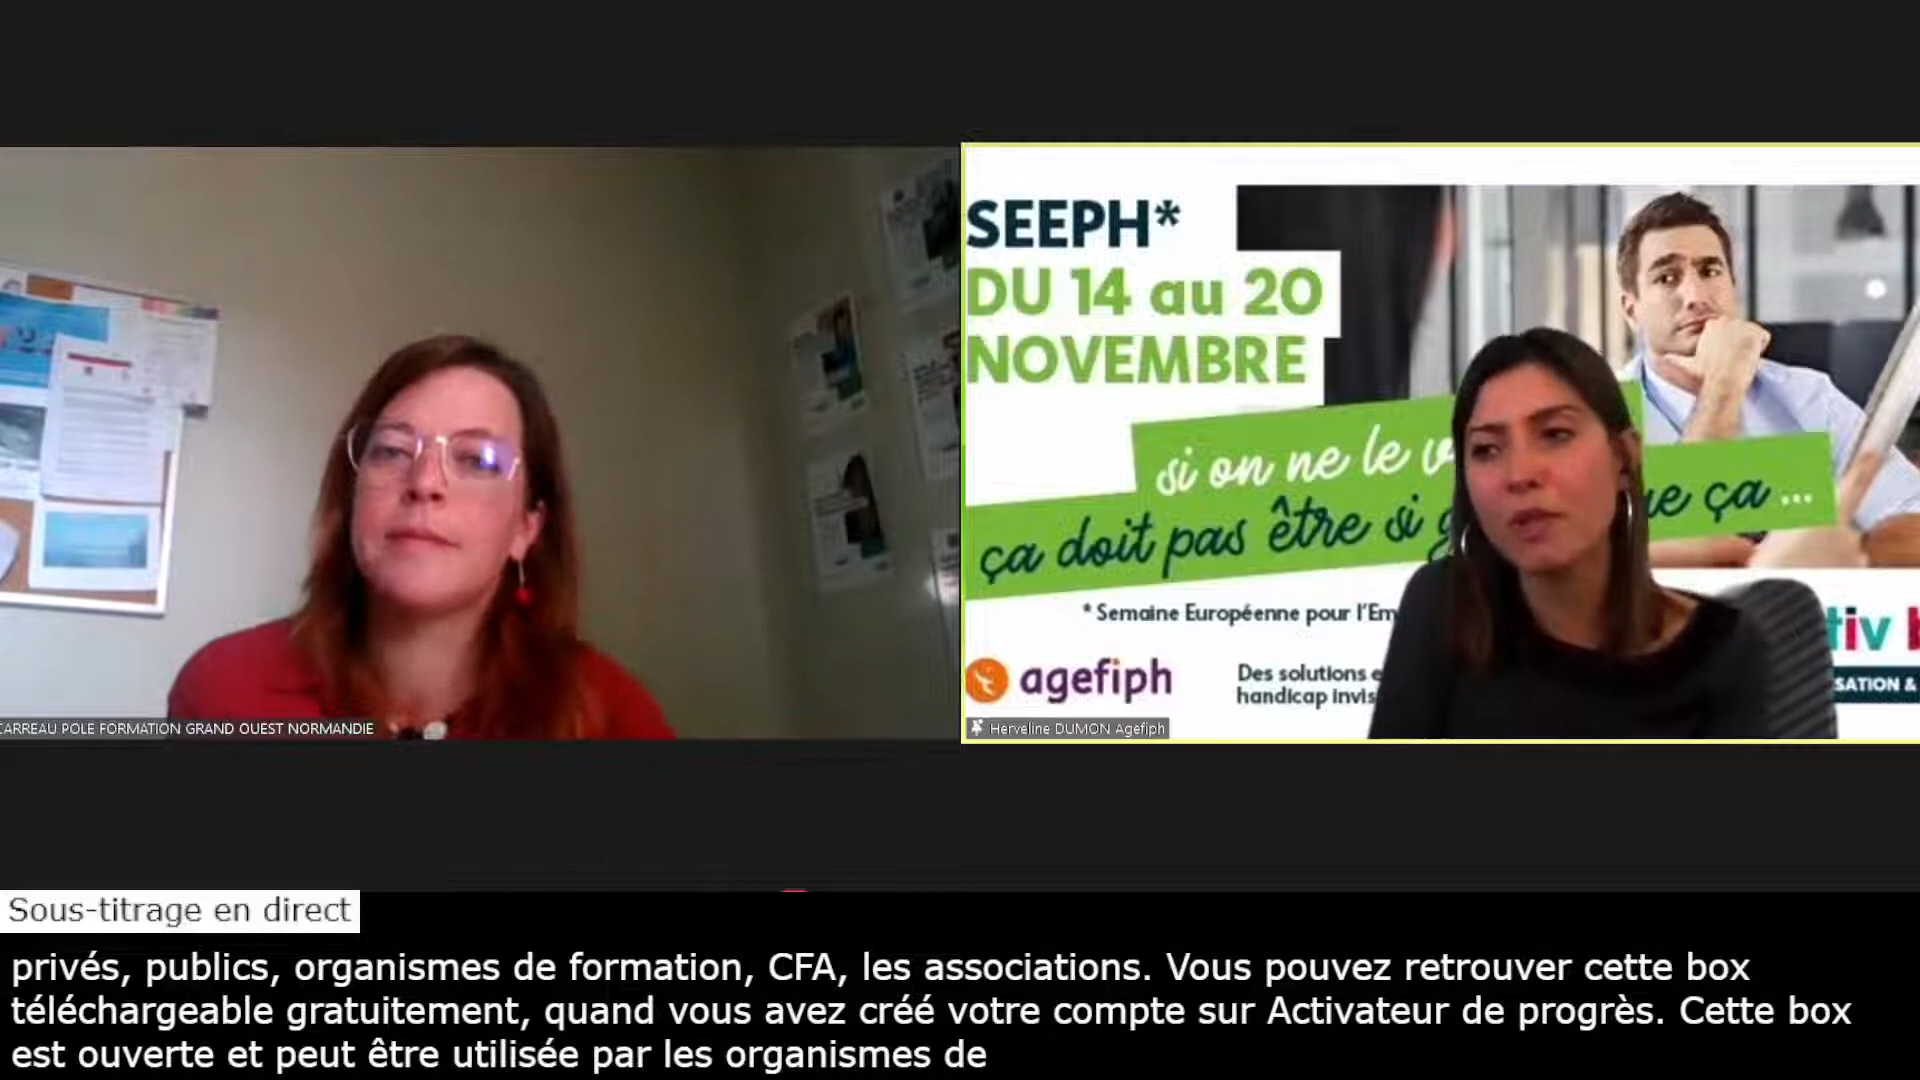 SEEPH*
DU 14 au 20
NOVEMBRE
si on ne le
ça doit pas être si
ça ...
* Semaine Européenne pour l'Em
agefiph
Des solutions
handicap invis
tiv b
SATION &
CARREAU POLE FORMATION GRAND OUEST NORMANDIE
Herveline DUMON Agefiph
Sous-titrage en direct
privés, publics, organismes de formation, CFA, les associations. Vous pouvez retrouver cette box
téléchargeable gratuitement, quand vous avez créé votre compte sur Activateur de progrès. Cette box
est ouverte et peut être utilisée par les organismes de